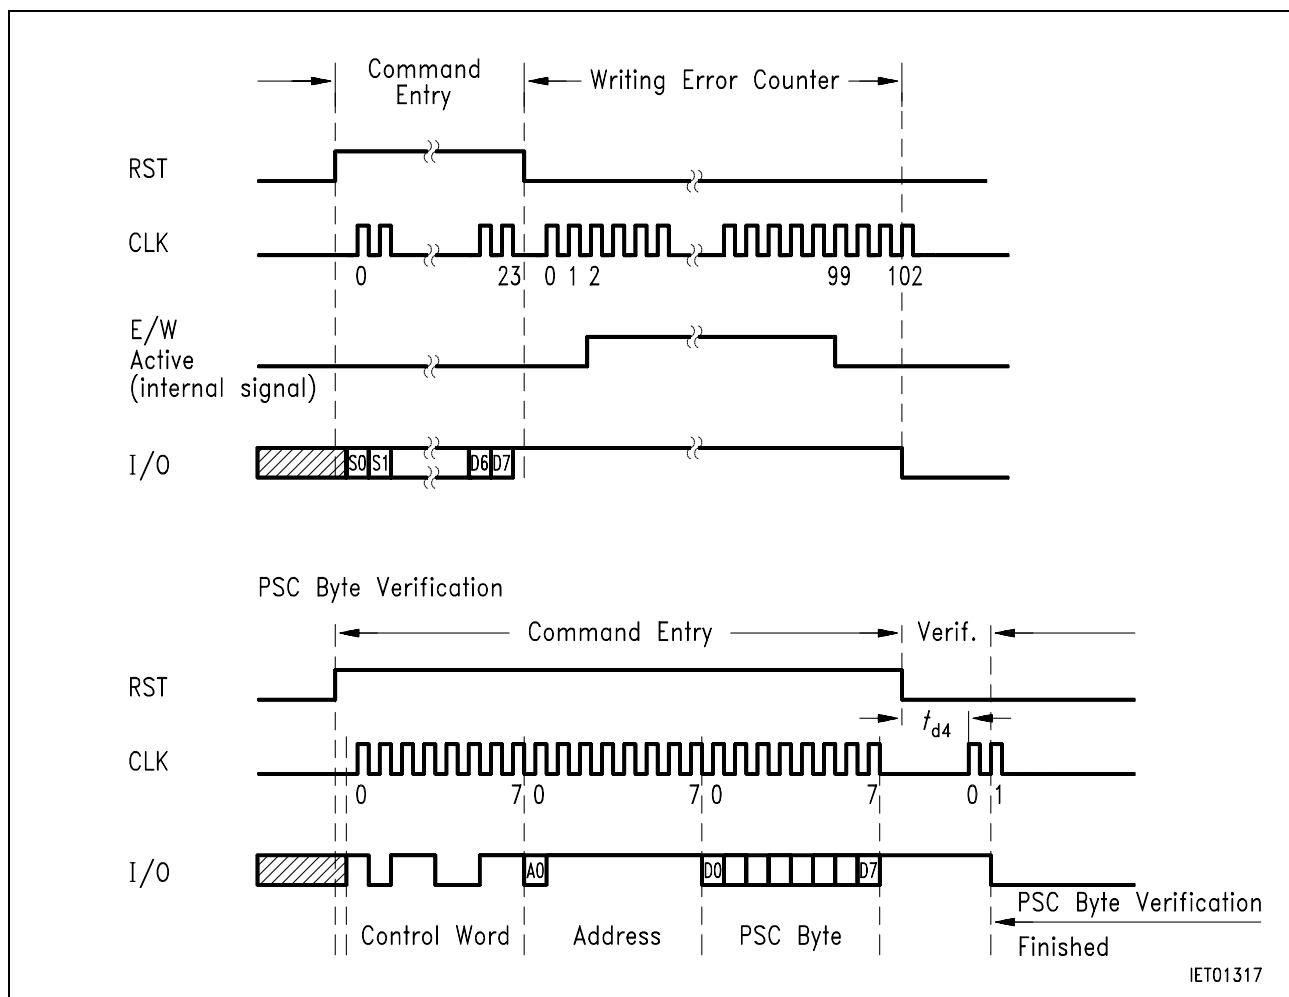 Command
Entry
Writing Error Counter
RST
CLK
0 23 0 1 2 99 102
E/W
Active
(internal signal)
I/O
S0 S1 D6 D7
PSC Byte Verification
Command Entry Verif.
RST
td4
CLK
0 7 0 7 0 7 0 1
I/O
A0 D0 D7
Control Word Address PSC Byte
PSC Byte Verification
Finished
IET01317